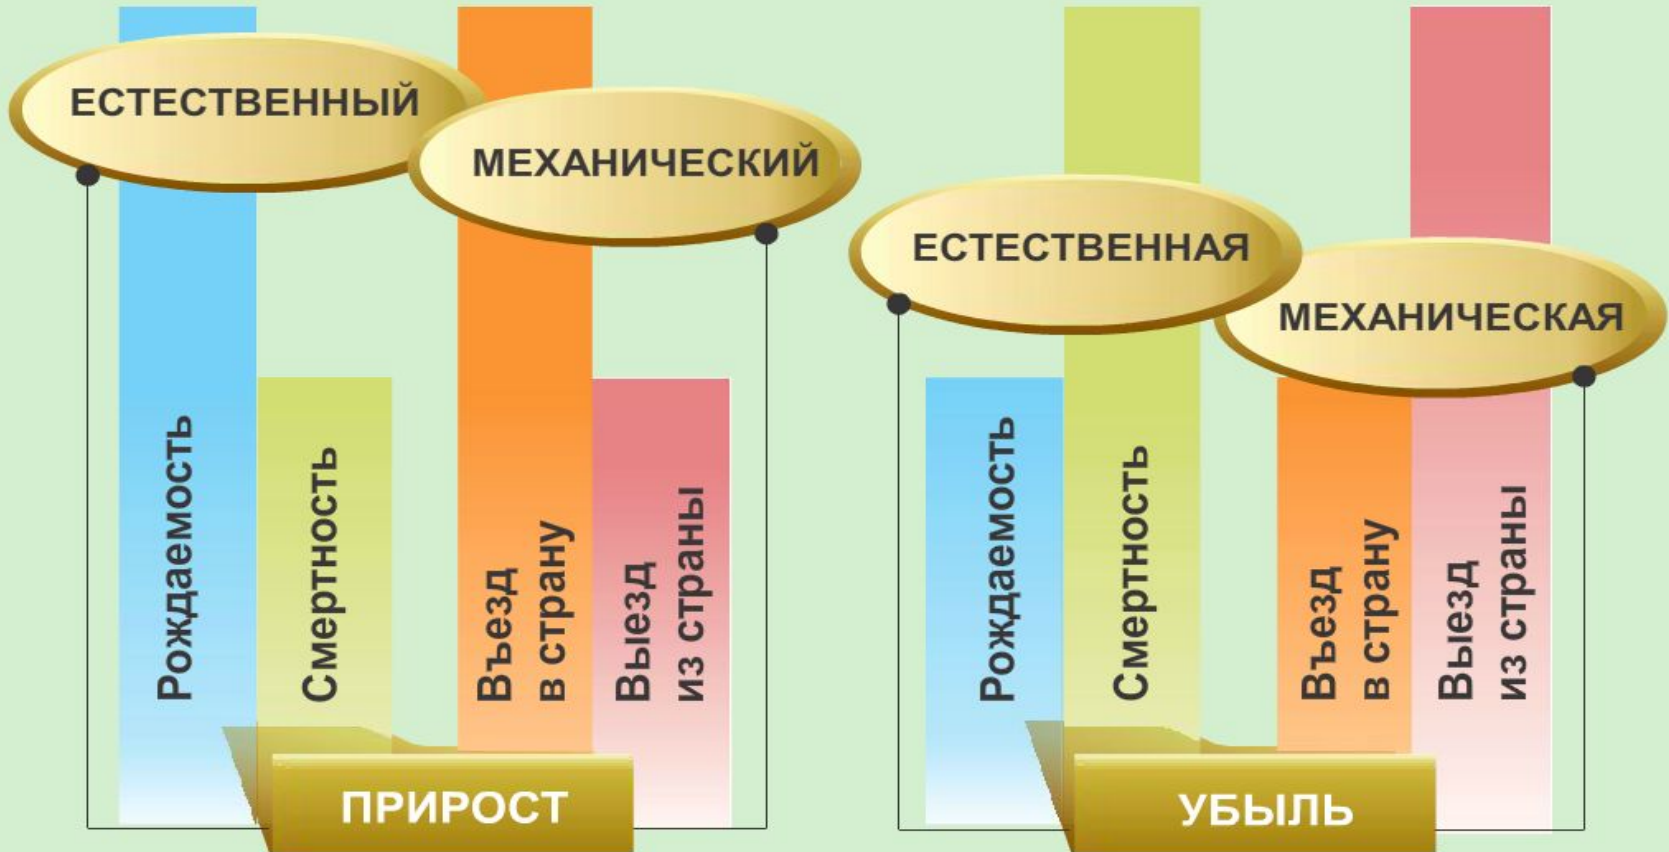 ЕСТЕСТВЕННЫЙ
МЕХАНИЧЕСКИЙ
Рождаемость
Смертность
Въезд
в страну
Выезд
из страны
ПРИРОСТ
ЕСТЕСТВЕННАЯ
МЕХАНИЧЕСКАЯ
Рождаемость
Смертность
Въезд
в страну
Выезд
из страны
УБЫЛЬ